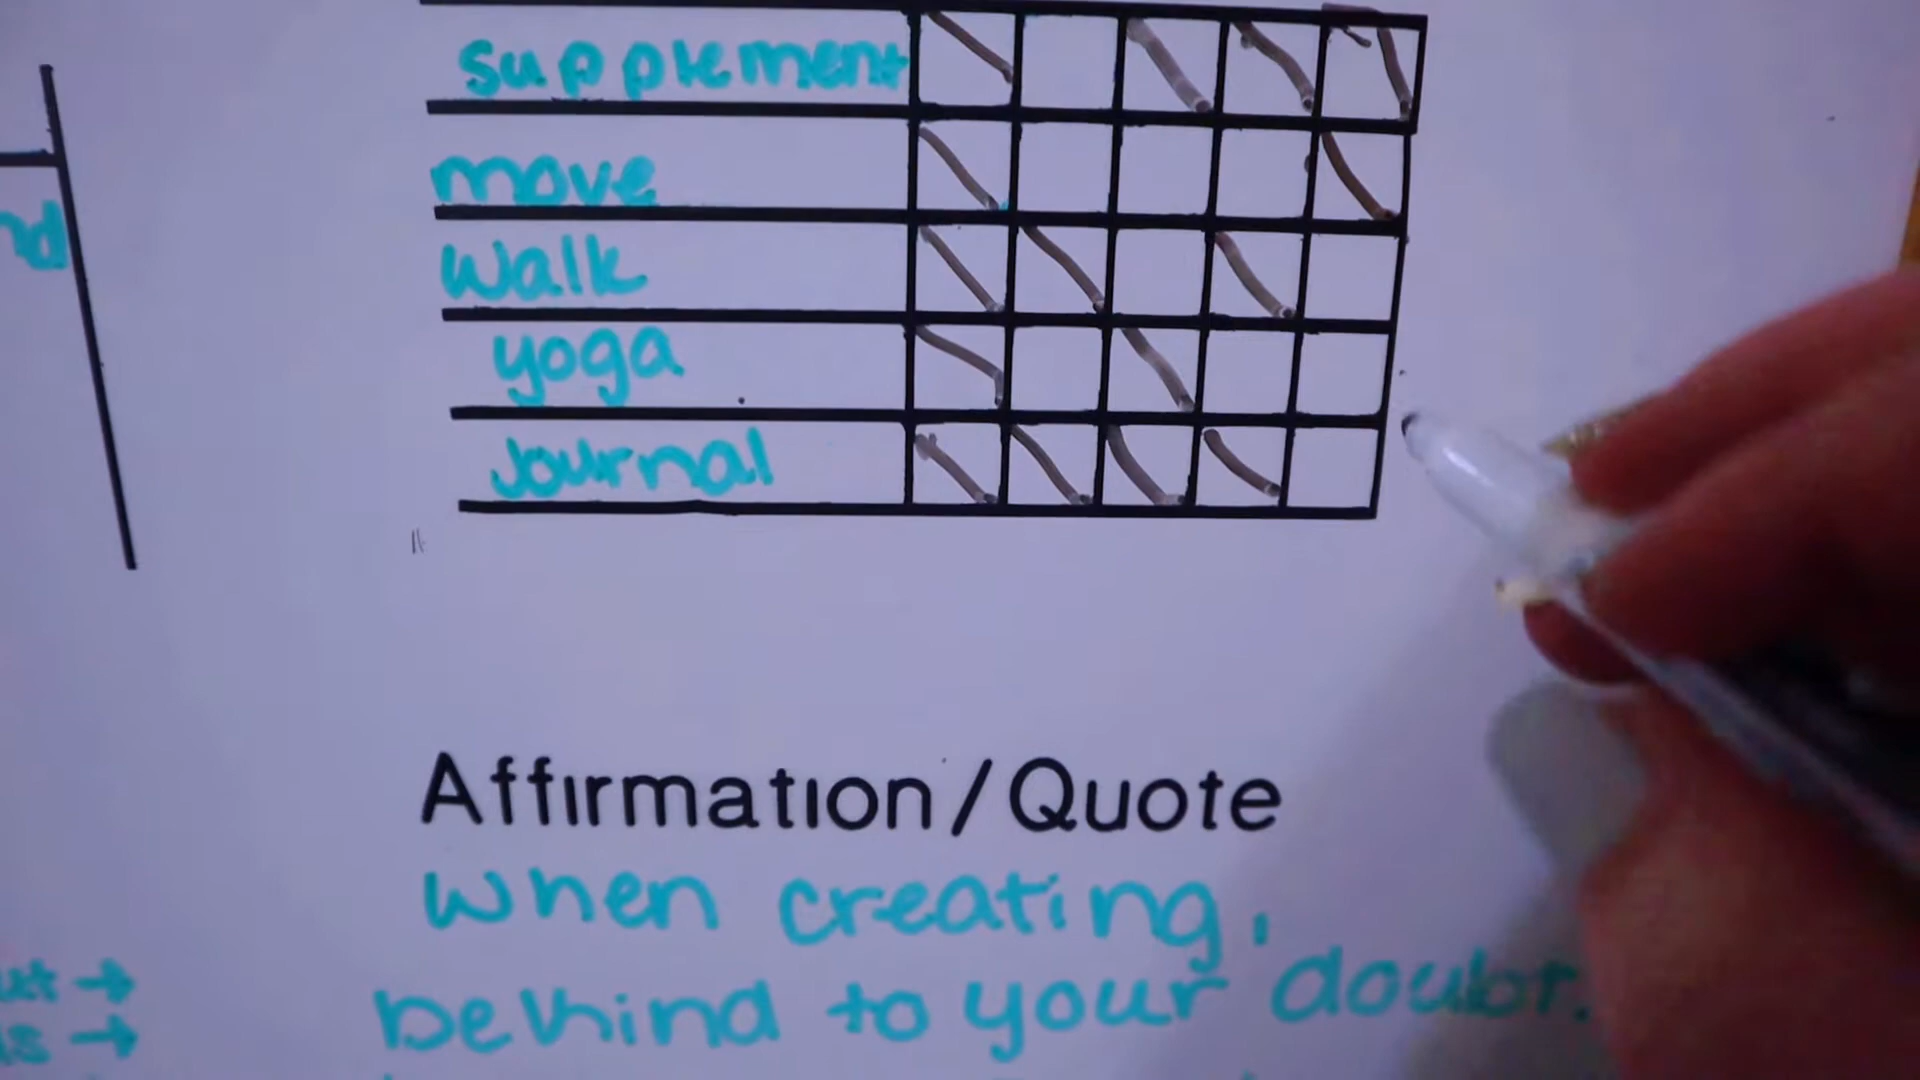 supplement
move
walk
yoga
Journal
Affirmation/Quote
when creating,
behind to your doubt.